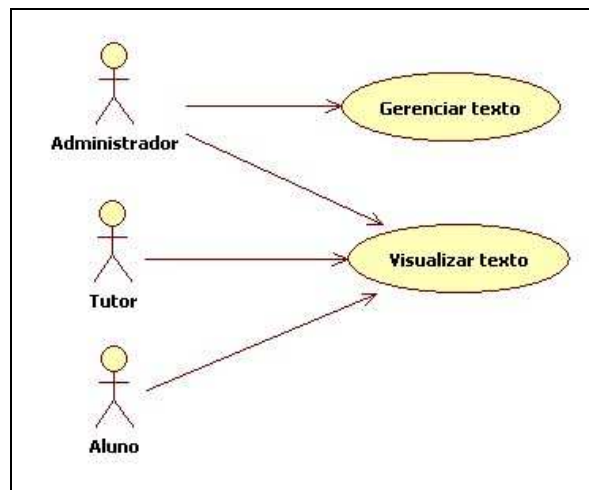 Gerenciar texto
Administrador
Visualizar texto
Tutor
Aluno